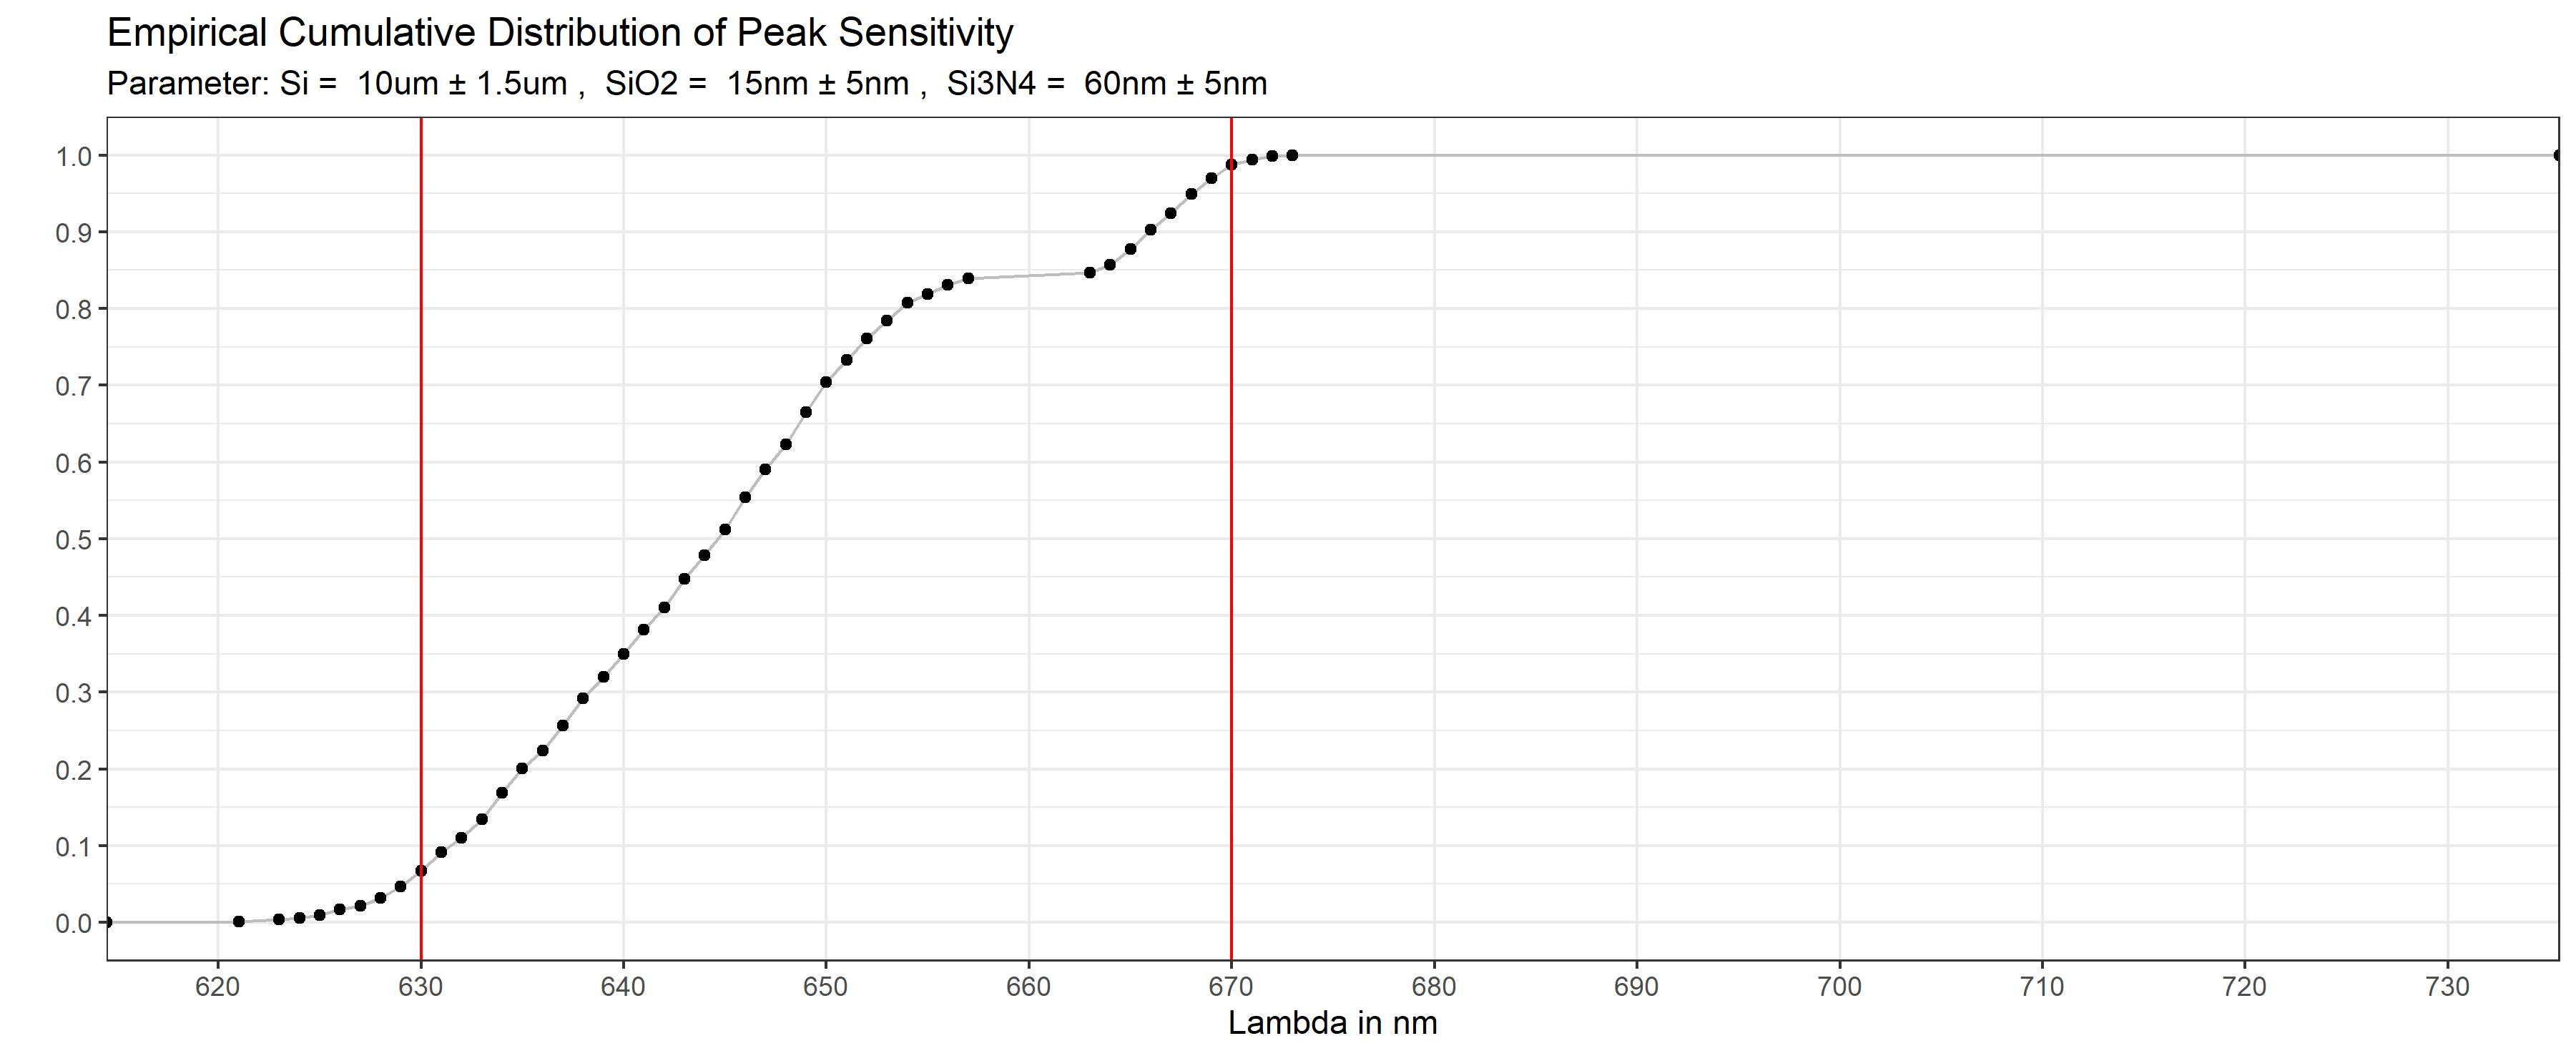 Empirical Cumulative Distribution of Peak Sensitivity
Parameter: Si =  10um ± 1.5um ,  SiO2 =  15nm ± 5nm ,  Si3N4 =  60nm ± 5nm
1.0
0.9
0.8
0.7
0.6
0.5
0.4
0.3
0.2
0.1
0.0
620 630 640 650 660 670 680 690 700 710 720 730
Lambda in nm